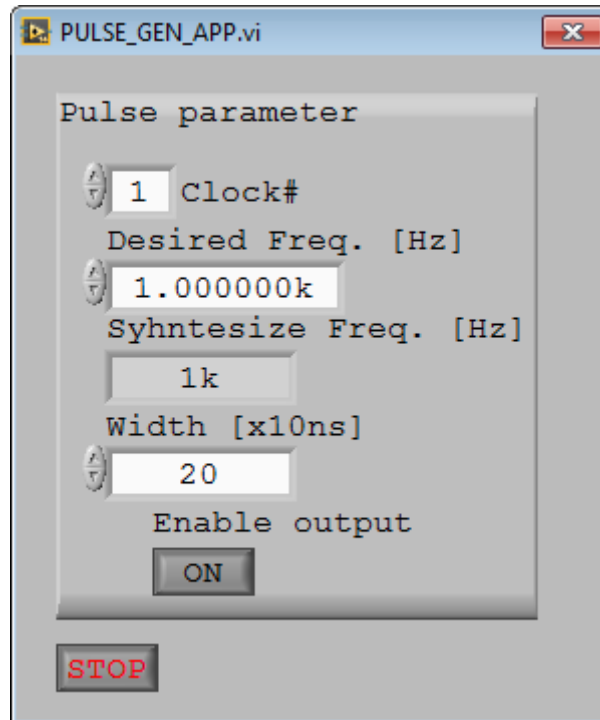 PULSE_GEN_APP.vi
Pulse parameter
1 Clock#
Desired Freq. [Hz]
1.000000k
Syhntesize Freq. [Hz]
1k
Width [x10ns]
20
Enable output
ON
STOP